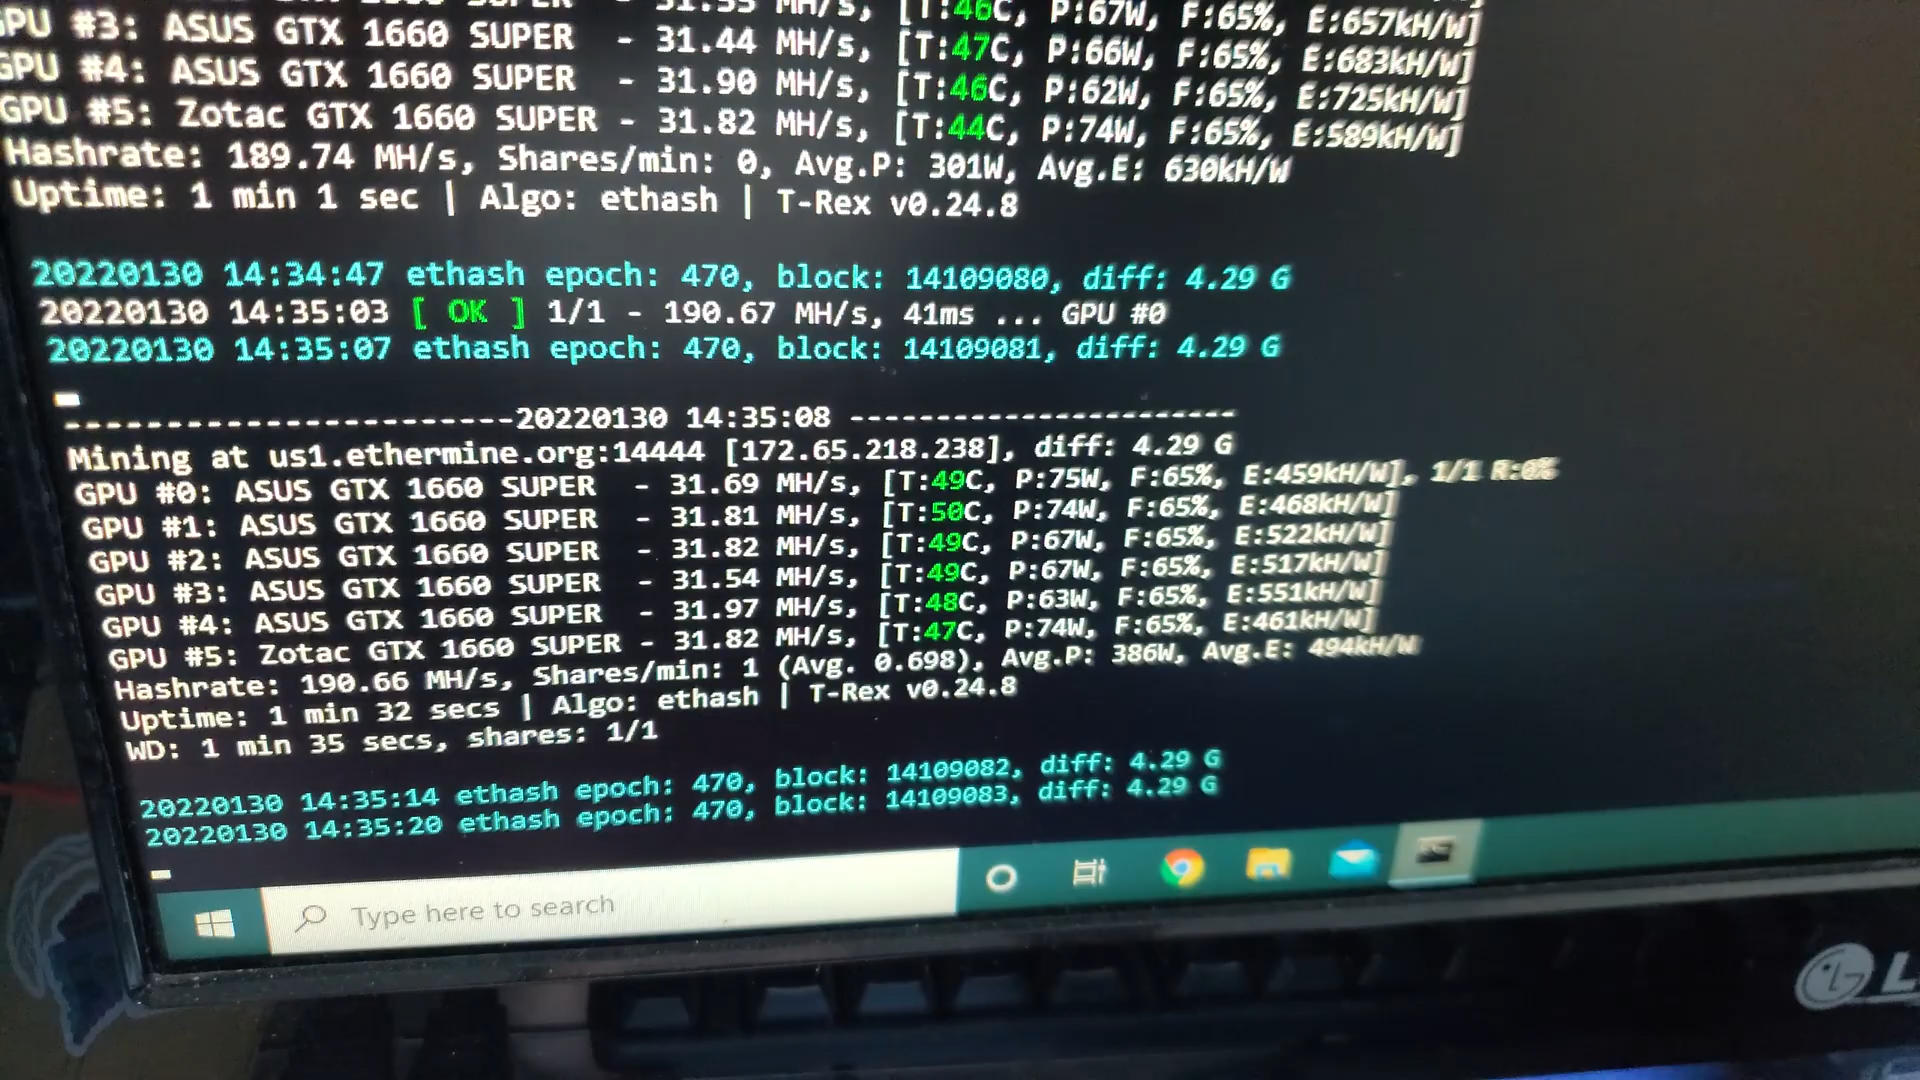 31.55 MH/s, [T:46C, P:67W, F:65%, E:657kH/W]
GPU #3: ASUS GTX 1660 SUPER - 31.44 MH/s, [T:47C, P:66W, F:65%, E:683kH/W]
GPU #4: ASUS GTX 1660 SUPER - 31.90 MH/s, [T:46C, P:62W, F:65%, E:725kH/W]
GPU #5: Zotac GTX 1660 SUPER - 31.82 MH/s, [T:44C, P:74W, F:65%, E:589kH/W]
Hashrate: 189.74 MH/s, Shares/min: 0, Avg.P: 301W, Avg.E: 630kH/W
Uptime: 1 min 1 sec | Algo: ethash | T-Rex v0.24.8
20220130 14:34:47 ethash epoch: 470, block: 14109080, diff: 4.29 G
20220130 14:35:03 [ OK ] 1/1 - 190.67 MH/s, 41ms ... GPU #0
20220130 14:35:07 ethash epoch: 470, block: 14109081, diff: 4.29 G
-----------------------20220130 14:35:08 -----------------------
Mining at us1.ethermine.org:14444 [172.65.218.238], diff: 4.29 G
GPU #0: ASUS GTX 1660 SUPER - 31.69 MH/s, [T:49C, P:75W, F:65%, E:459kH/W], 1/1 R:0%
GPU #1: ASUS GTX 1660 SUPER - 31.81 MH/s, [T:50C, P:74W, F:65%, E:468kH/W]
GPU #2: ASUS GTX 1660 SUPER - 31.82 MH/s, [T:49C, P:67W, F:65%, E:522kH/W]
GPU #3: ASUS GTX 1660 SUPER - 31.54 MH/s, [T:49C, P:67W, F:65%, E:517kH/W]
GPU #4: ASUS GTX 1660 SUPER - 31.97 MH/s, [T:48C, P:63W, F:65%, E:551kH/W]
GPU #5: Zotac GTX 1660 SUPER - 31.82 MH/s, [T:47C, P:74W, F:65%, E:461kH/W]
Hashrate: 190.66 MH/s, Shares/min: 1 (Avg. 0.698), Avg.P: 386W, Avg.E: 494kH/W
Uptime: 1 min 32 secs | Algo: ethash | T-Rex v0.24.8
WD: 1 min 35 secs, shares: 1/1
20220130 14:35:14 ethash epoch: 470, block: 14109082, diff: 4.29 G
20220130 14:35:20 ethash epoch: 470, block: 14109083, diff: 4.29 G
Type here to search